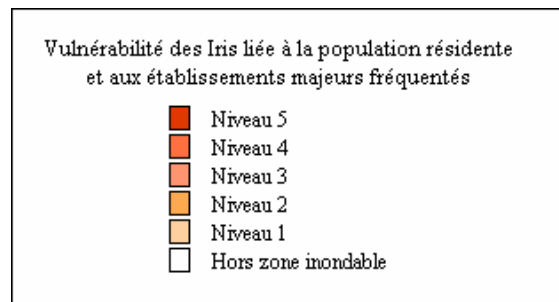 Vulnérabilité des Iris liée à la population résidente
et aux établissements majeurs fréquentés
Niveau 5
Niveau 4
Niveau 3
Niveau 2
Niveau 1
Hors zone inondable